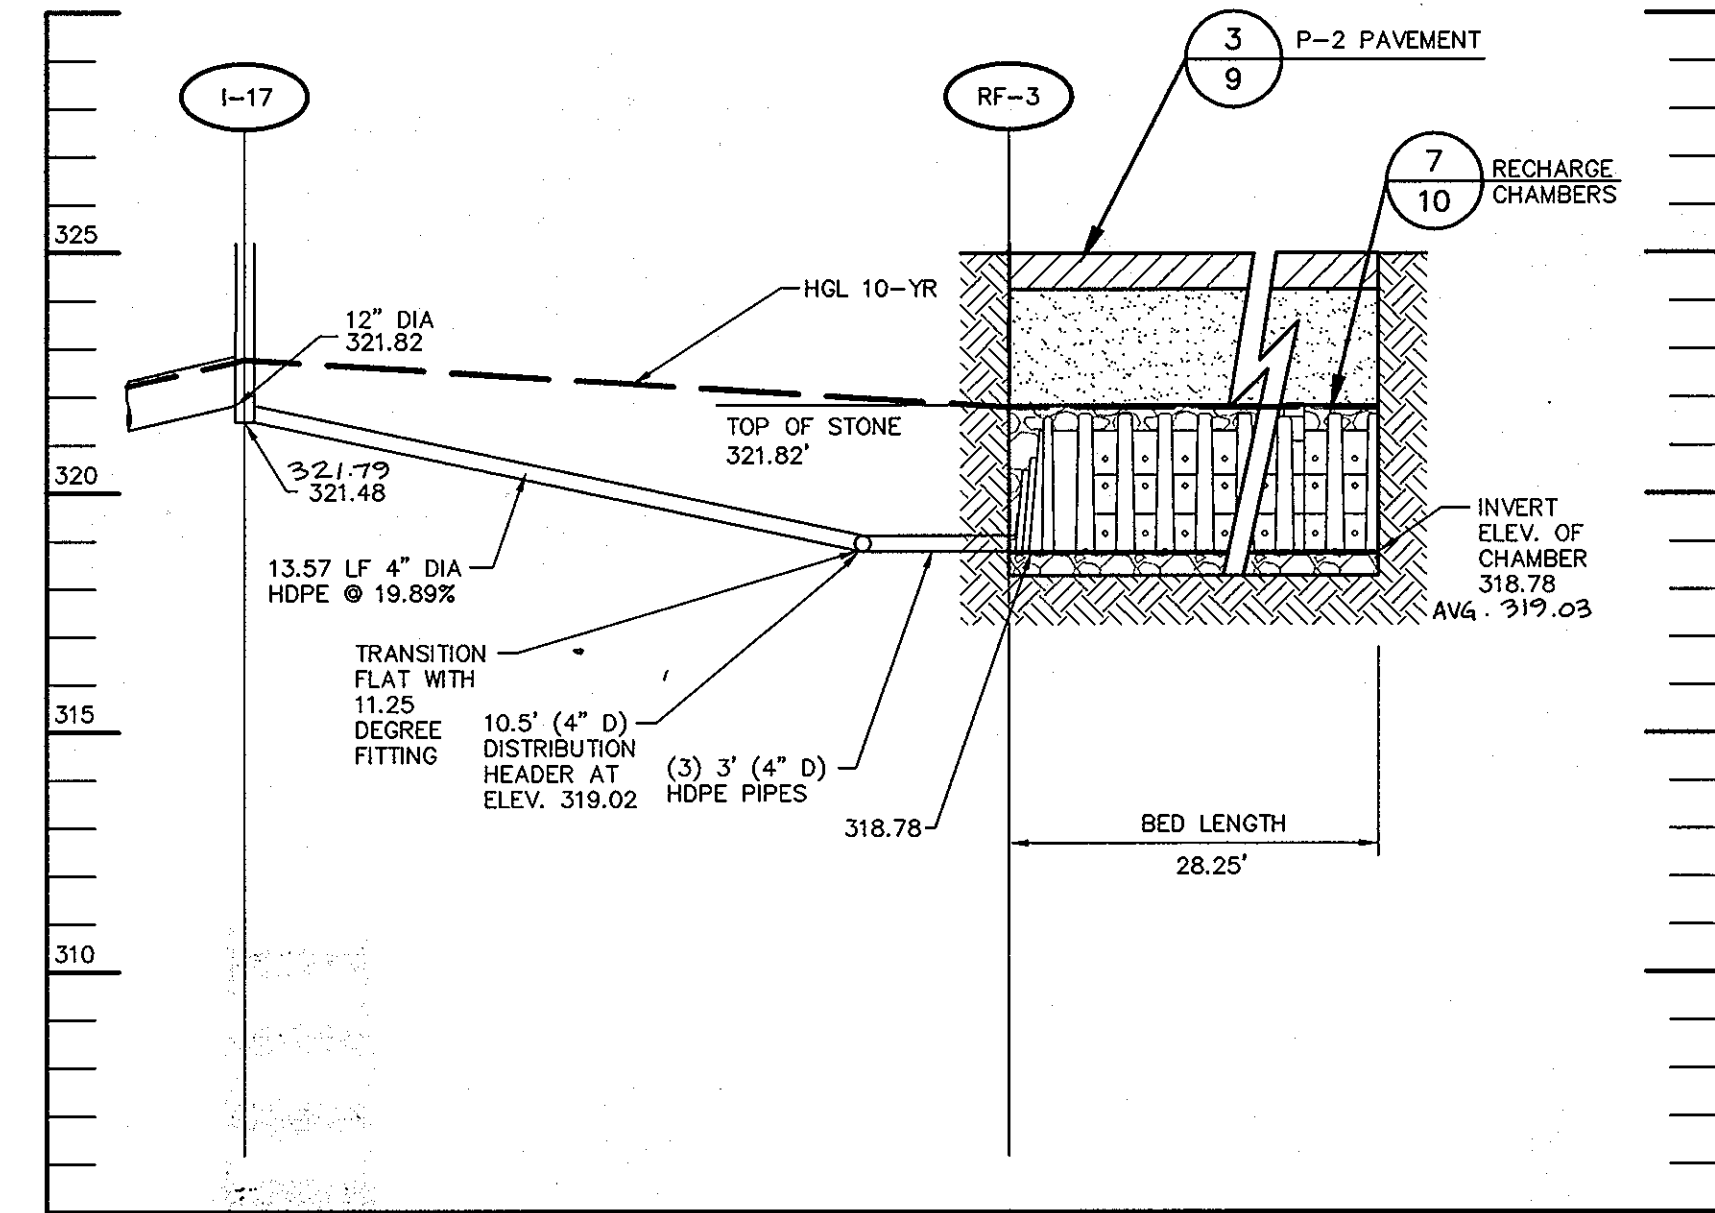 3
9
P-2 PAVEMENT
I-17
RF-3
7
10
RECHARGE
CHAMBERS
325
HGL 10-YR
12" DIA
321.82
TOP OF STONE
321.82'
320
321.79
321.48
INVERT
ELEV. OF
CHAMBER
318.78
AVG. 319.03
13.57 LF 4" DIA
HDPE @ 19.89%
TRANSITION
FLAT WITH
11.25
DEGREE
FITTING
315
10.5' (4" D)
DISTRIBUTION
HEADER AT
ELEV. 319.02
(3) 3' (4" D)
HDPE PIPES
318.78
BED LENGTH
28.25'
310